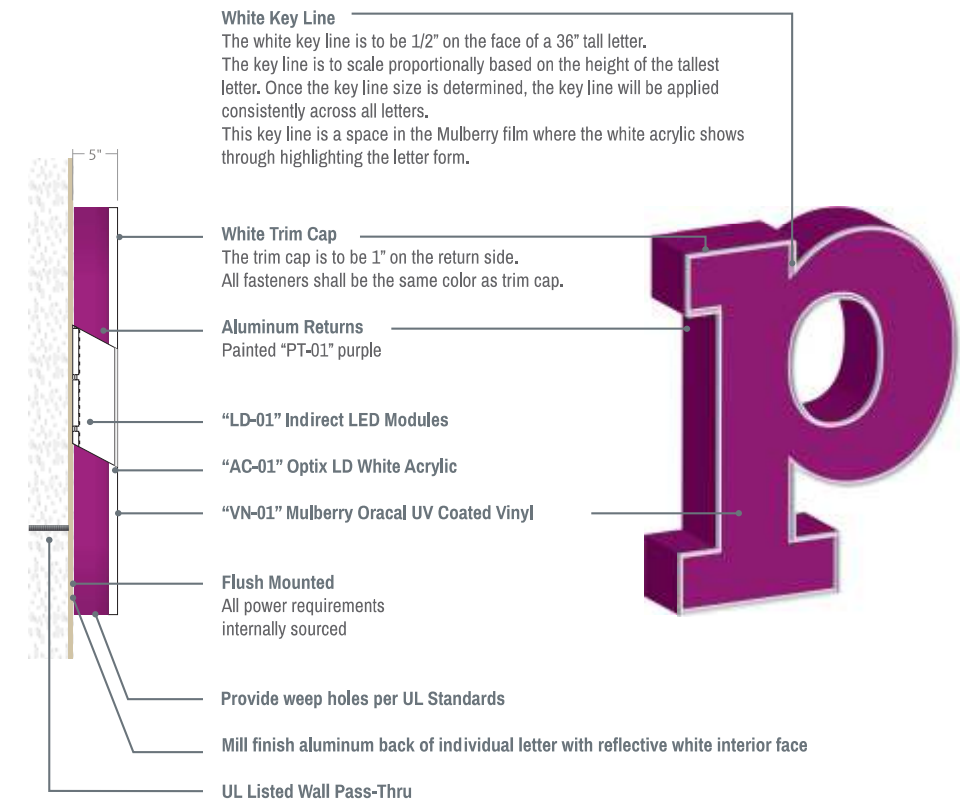 White Key Line
The white key line is to be 1/2” on the face of a 36” tall letter.
The key line is to scale proportionally based on the height of the tallest
letter. Once the key line size is determined, the key line will be applied
consistently across all letters.
This key line is a space in the Mulberry film where the white acrylic shows
through highlighting the letter form.
5"
White Trim Cap
The trim cap is to be 1” on the return side.
All fasteners shall be the same color as trim cap.
Aluminum Returns
Painted “PT-01” purple
“LD-01” Indirect LED Modules
“AC-01” Optix LD White Acrylic
“VN-01” Mulberry Oracal UV Coated Vinyl
Flush Mounted
All power requirements
internally sourced
Provide weep holes per UL Standards
Mill finish aluminum back of individual letter with reflective white interior face
UL Listed Wall Pass-Thru
p